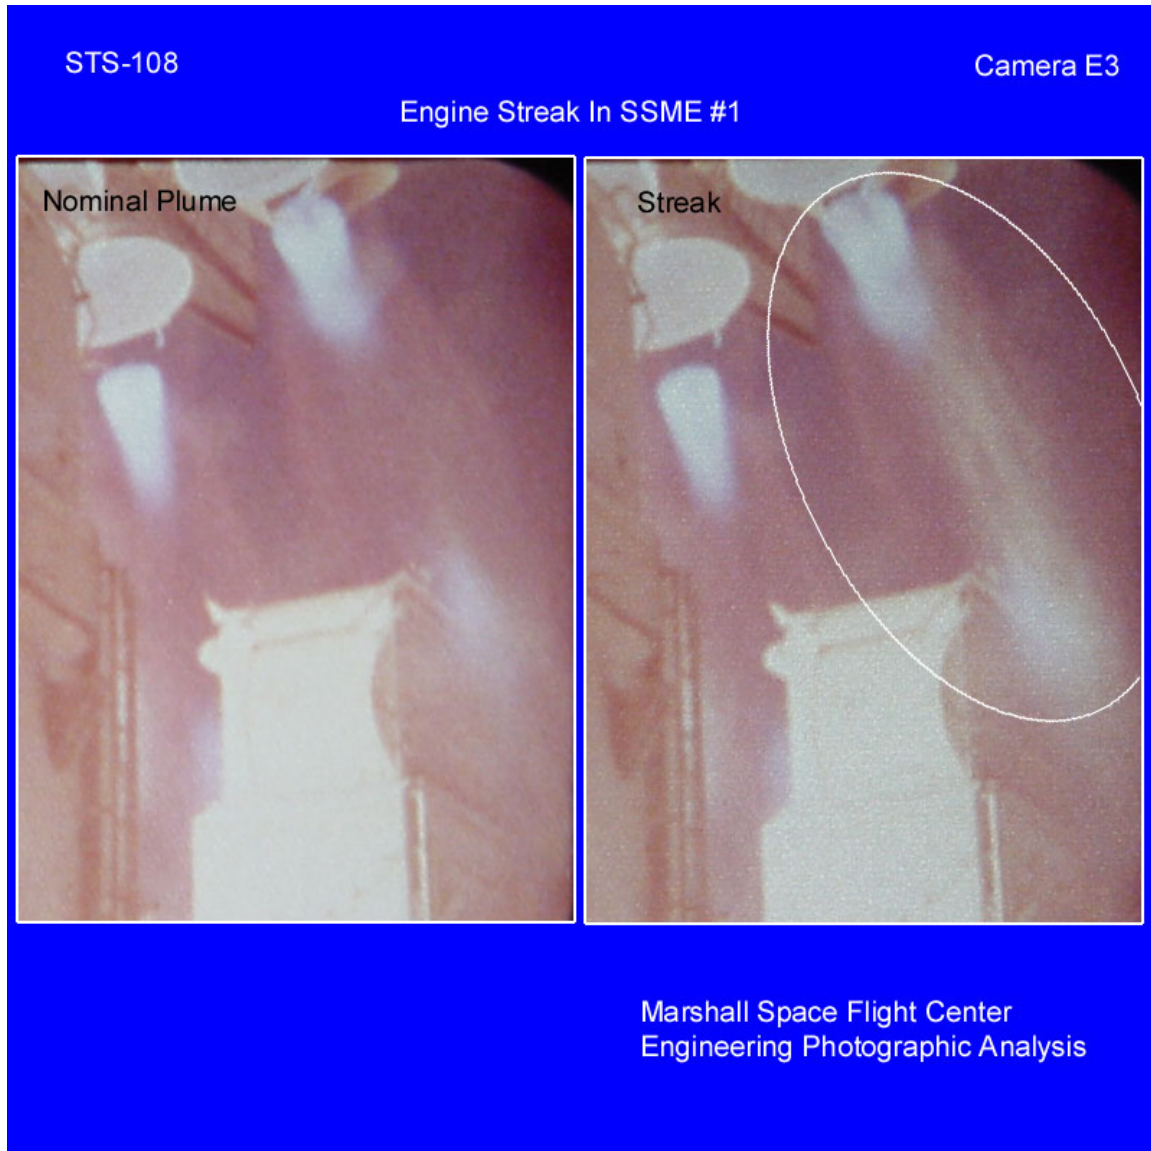 STS-108
Camera E3
Engine Streak In SSME #1
Nominal Plume
Streak
Marshall Space Flight Center
Engineering Photographic Analysis